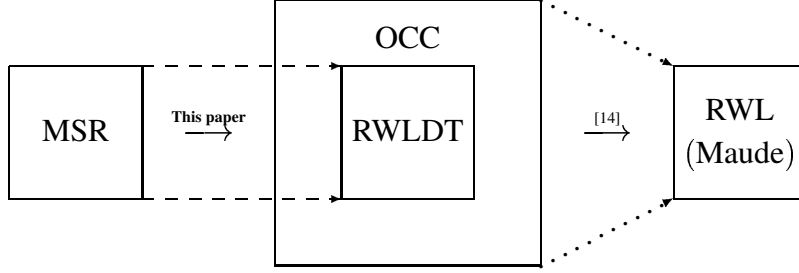 OCC
MSR
This paper
RWLDT
[14]
RWL
(Maude)